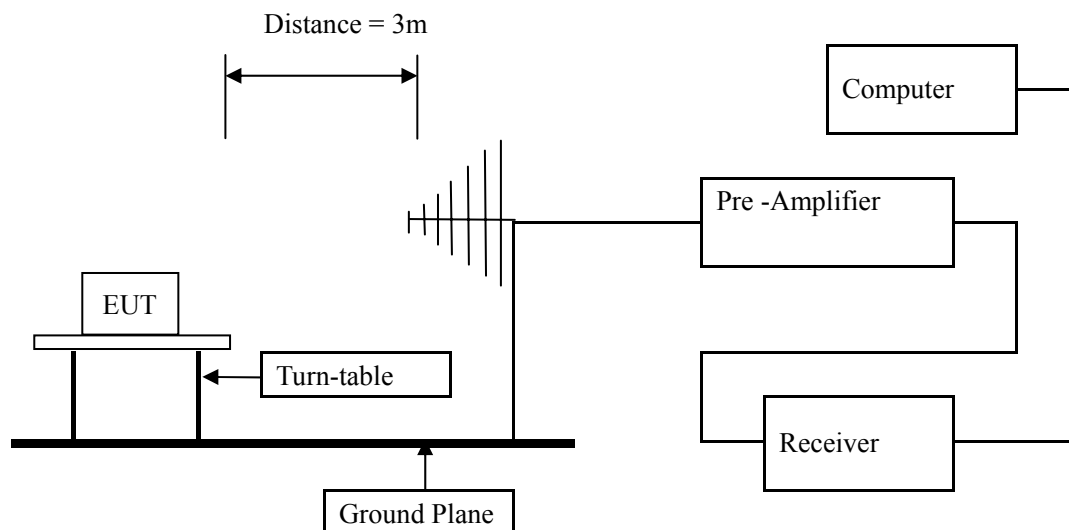 Distance = 3m
Computer
Pre -Amplifier
EUT
Turn-table
Receiver
Ground Plane